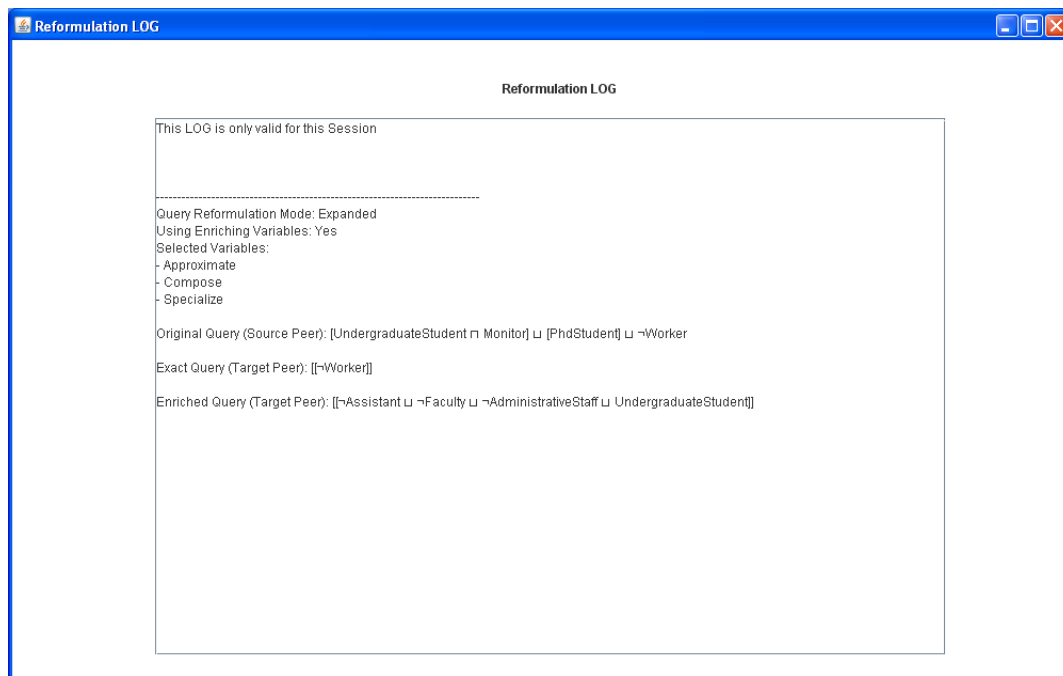 Reformulation LOG
Reformulation LOG
This LOG is only valid for this Session
------------------------------------------------------------------------
Query Reformulation Mode: Expanded
Using Enriching Variables: Yes
Selected Variables:
- Approximate
- Compose
- Specialize
Original Query (Source Peer): [UndergraduateStudent ⊓ Monitor] ⊔ [PhdStudent] ⊔ ¬Worker
Exact Query (Target Peer): [[¬Worker]]
Enriched Query (Target Peer): [[¬Assistant ⊔ ¬Faculty ⊔ ¬AdministrativeStaff ⊔ UndergraduateStudent]]